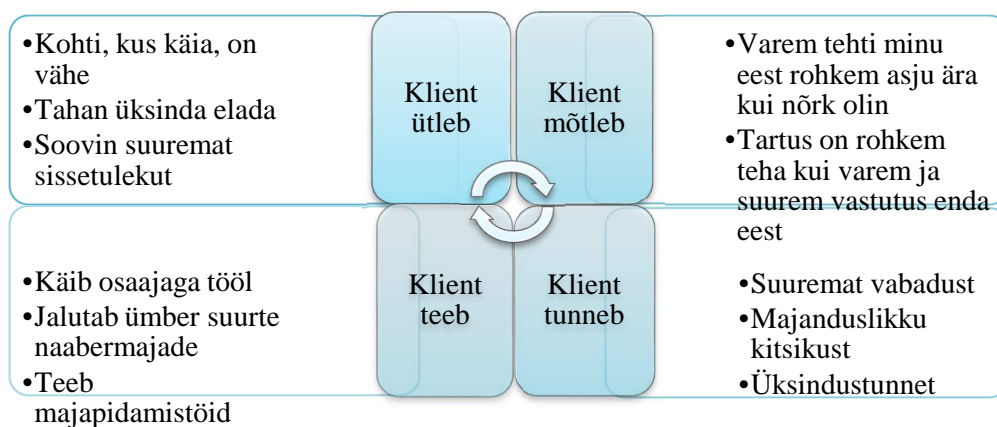 •Kohti, kus käia, on
vähe
•Tahan üksinda elada
•Soovin suuremat
sissetulekut
Klient
ütleb
Klient
mõtleb
•Varem tehti minu
eest rohkem asju ära
kui nõrk olin
•Tartus on rohkem
teha kui varem ja
suurem vastutus enda
eest
•Käib osaajaga tööl
•Jalutab ümber suurte
naabermajade
•Teeb
majapidamistöid
Klient
teeb
Klient
tunneb
•Suuremat vabadust
•Majanduslikku
kitsikust
•Üksindustunnet